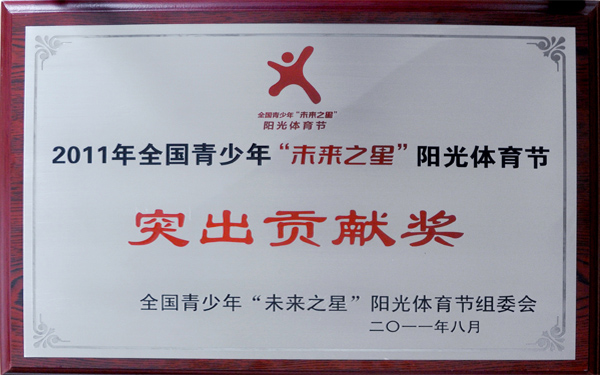 全国青少年“未来之星”
阳光体育节
2011年全国青少年“未来之星”阳光体育节
突出贡献奖
全国青少年“未来之星”阳光体育节组委会
二〇一一年八月